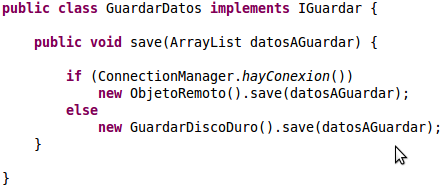 public class GuardarDatos implements IGuardar {
public void save(ArrayList datosAGuardar) {
if (ConnectionManager.hayConexion())
new ObjetoRemoto().save(datosAGuardar);
else
new GuardarDiscoDuro().save(datosAGuardar);
}
}